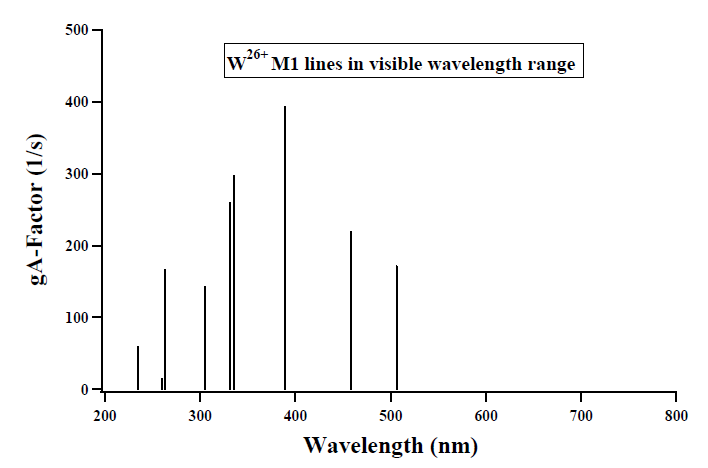 500
W26+ M1 lines in visible wavelength range
400
300
200
100
0
gA-Factor (1/s)
200 300 400 500 600 700 800
Wavelength (nm)